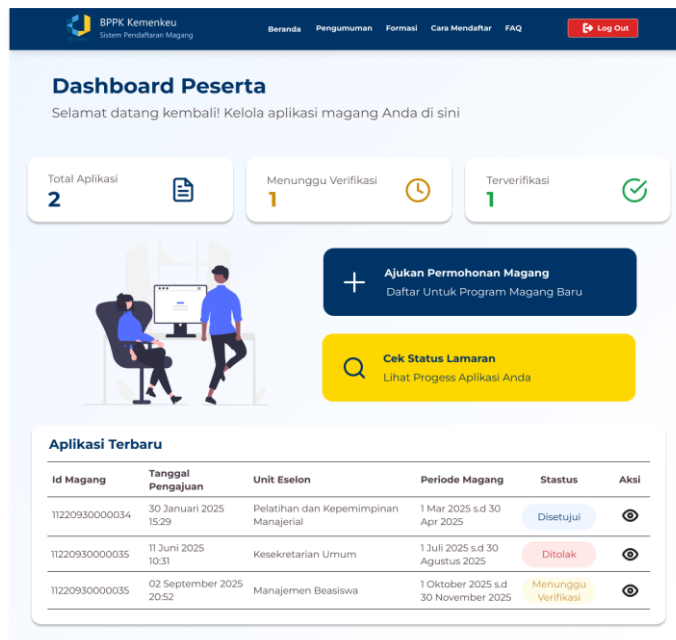 BPPK Kemenkeu
Sistem Pendaftaran Magang
Beranda Pengumuman Formasi Cara Mendaftar FAQ Log Out
Dashboard Peserta
Selamat datang kembali! Kelola aplikasi magang Anda di sini
Total Aplikasi
2
Menunggu Verifikasi
1
Terverifikasi
1
Ajukan Permohonan Magang
Daftar Untuk Program Magang Baru
Cek Status Lamaran
Lihat Progess Aplikasi Anda
Aplikasi Terbaru
Id Magang Tanggal Pengajuan Unit Eselon Periode Magang Stastus Aksi
11220930000034 30 Januari 2025 15:29 Pelatihan dan Kepemimpinan Manajerial 1 Mar 2025 s.d 30 Apr 2025 Disetujui
11220930000035 11 Juni 2025 10:31 Kesekretarian Umum 1 Juli 2025 s.d 30 Agustus 2025 Ditolak
11220930000035 02 September 2025 20:52 Manajemen Beasiswa 1 Oktober 2025 s.d 30 November 2025 Menunggu Verifikasi